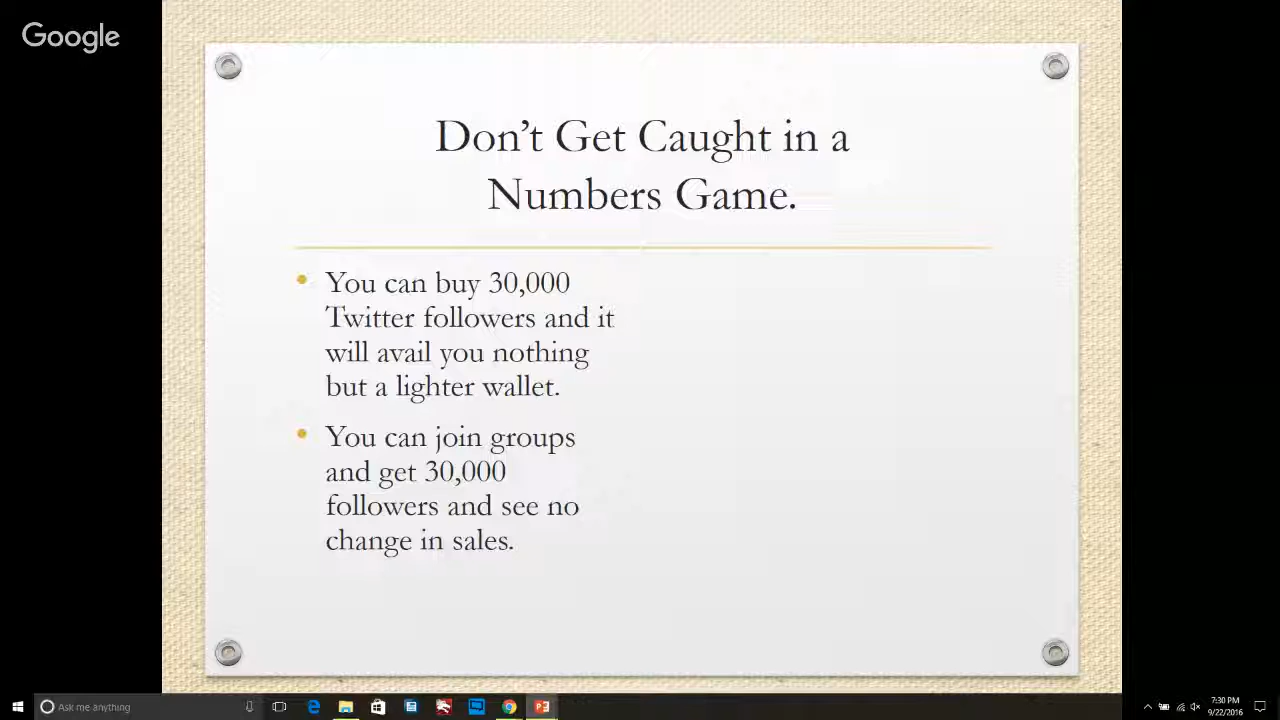 Google
Don’t Get Caught in a
Numbers Game.
• You can buy 30,000
Twitter followers and it
will avail you nothing
but a lighter wallet.
• You can join groups
and get 30,000
followers and see no
change in sales.
Ask me anything
7:30 PM
9/22/2016